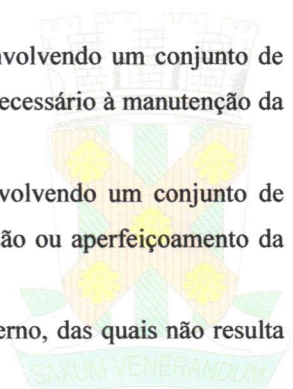 nvolvendo um conjunto de
ecessário à manutenção da
volvendo um conjunto de
ão ou aperfeiçoamento da
erno, das quais não resulta
SAXUM VENERANDUM